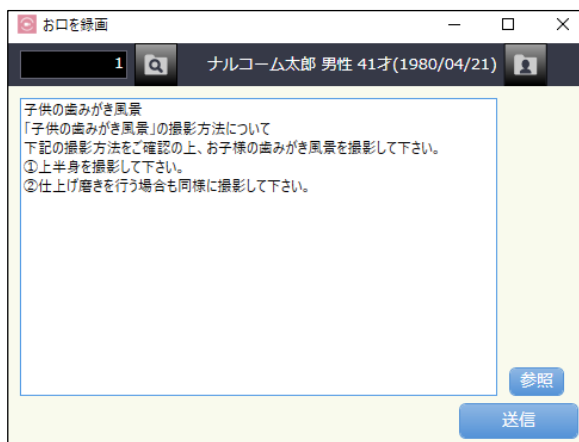 お口を録画
1
ナルコーム太郎 男性 41才(1980/04/21)
子供の歯みがき風景
「子供の歯みがき風景」の撮影方法について
下記の撮影方法をご確認の上、お子様の歯みがき風景を撮影して下さい。
①上半身を撮影して下さい。
②仕上げ磨きを行う場合も同様に撮影して下さい。
参照
送信